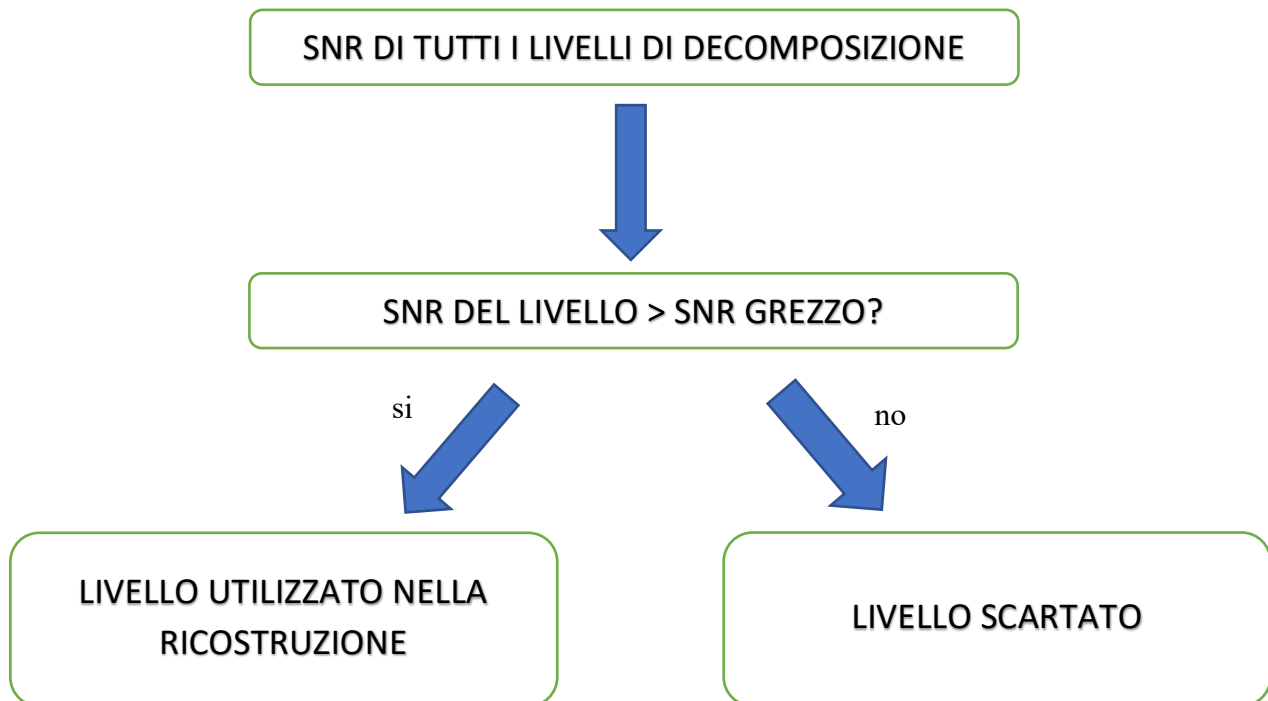 SNR DI TUTTI I LIVELLI DI DECOMPOSIZIONE
SNR DEL LIVELLO > SNR GREZZO?
si
no
LIVELLO UTILIZZATO NELLA
RICOSTRUZIONE
LIVELLO SCARTATO